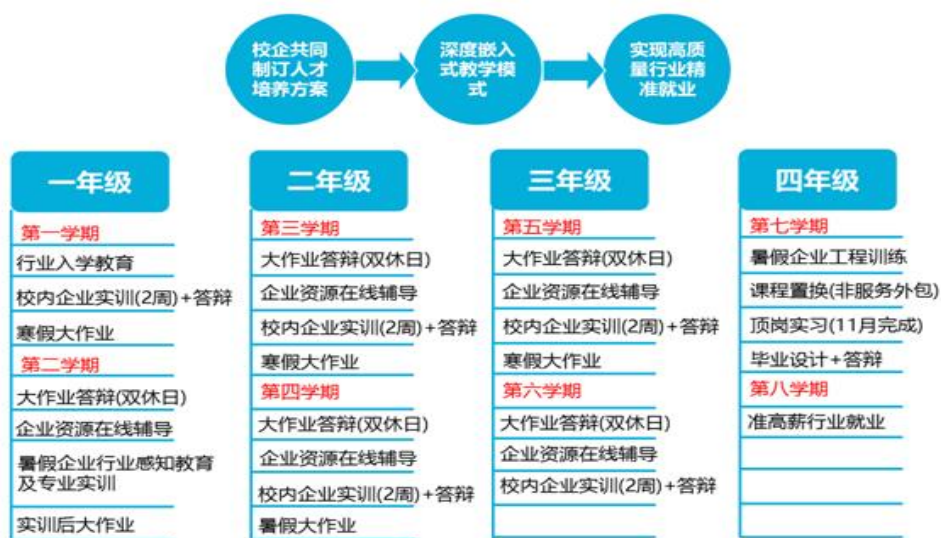 校企共同
制订人才
培养方案
深度嵌入
式教学模
式
实现高质
量行业精
准就业
一年级
第一学期
行业入学教育
校内企业实训(2周)+答辩
寒假大作业
第二学期
大作业答辩(双休日)
企业资源在线辅导
暑假企业行业感知教育
及专业实训
实训后大作业
二年级
第三学期
大作业答辩(双休日)
企业资源在线辅导
校内企业实训(2周)+答辩
寒假大作业
第四学期
大作业答辩(双休日)
企业资源在线辅导
校内企业实训(2周)+答辩
暑假大作业
三年级
第五学期
大作业答辩(双休日)
企业资源在线辅导
校内企业实训(2周)+答辩
寒假大作业
第六学期
大作业答辩(双休日)
企业资源在线辅导
校内企业实训(2周)+答辩
四年级
第七学期
暑假企业工程训练
课程置换(非服务外包)
顶岗实习(11月完成)
毕业设计+答辩
第八学期
准高薪行业就业